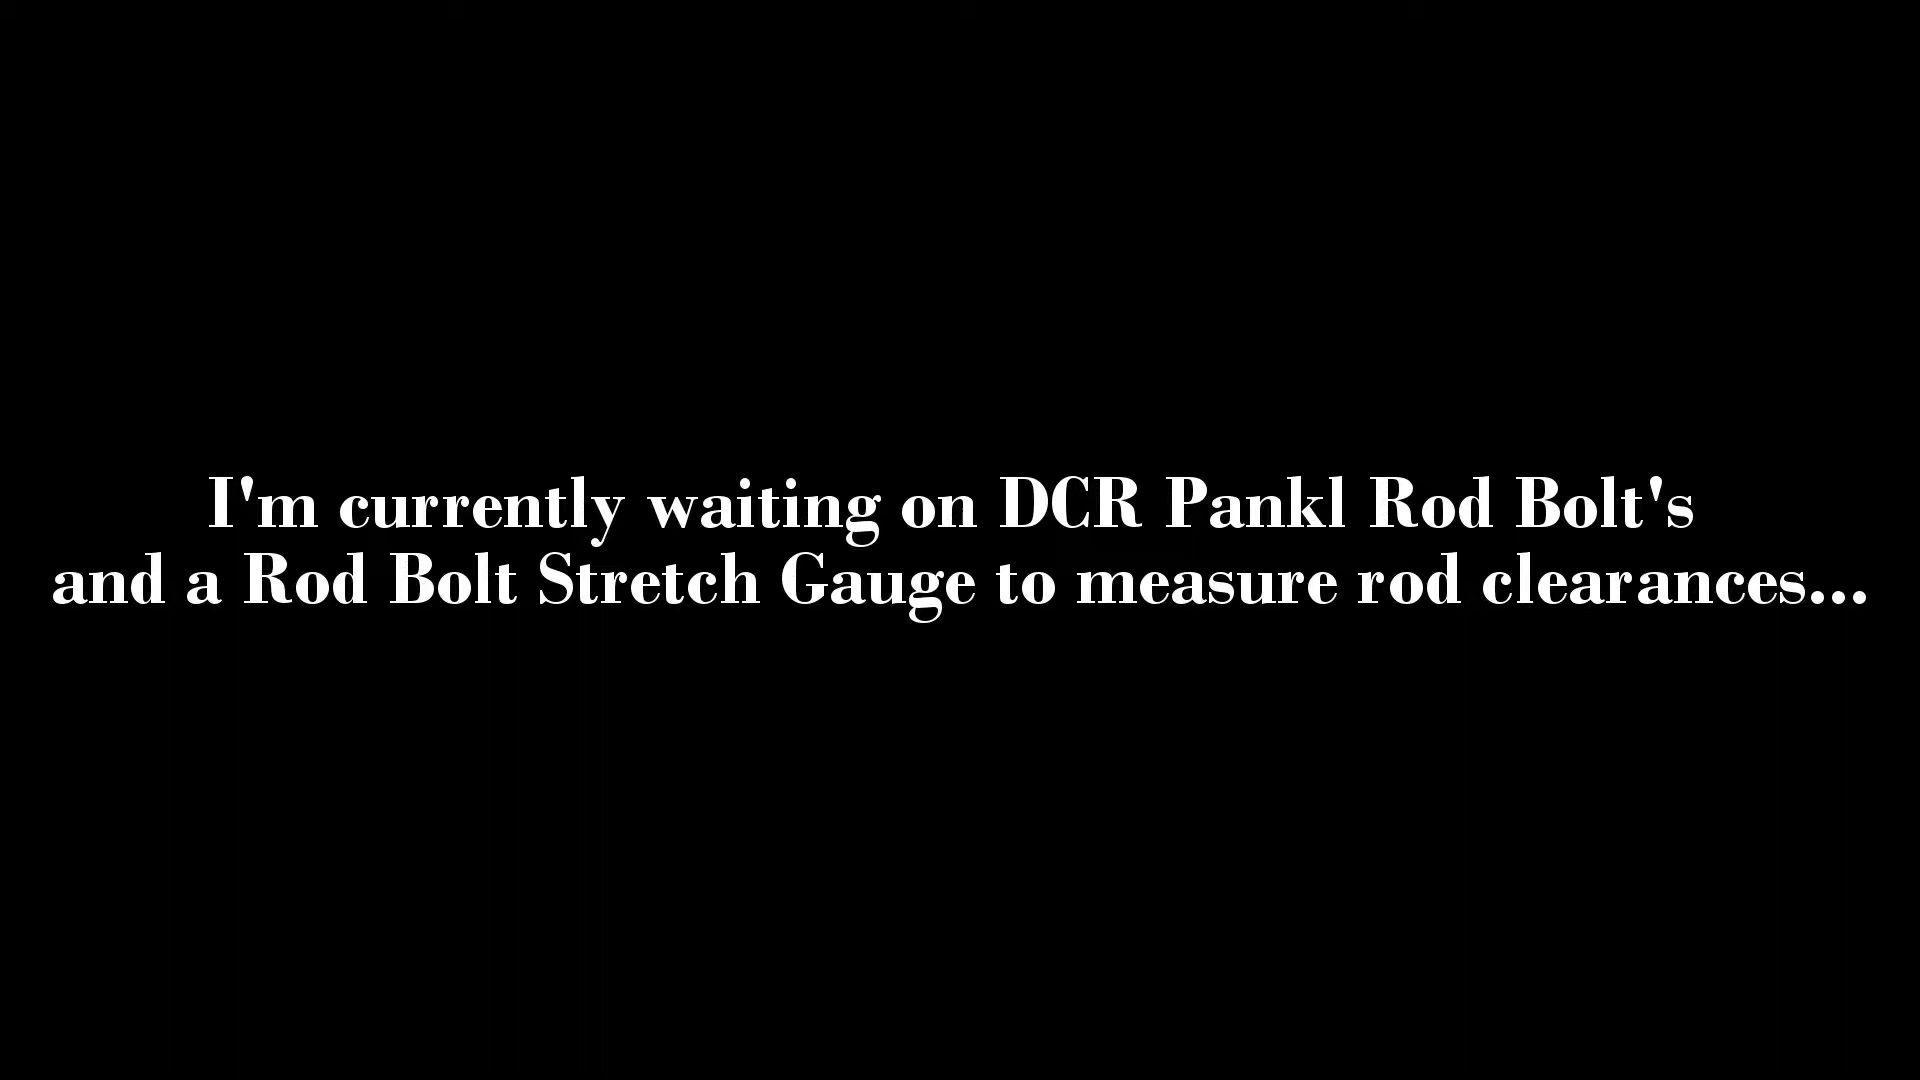 I'm currently waiting on DCR Pankl Rod Bolt's
and a Rod Bolt Stretch Gauge to measure rod clearances...